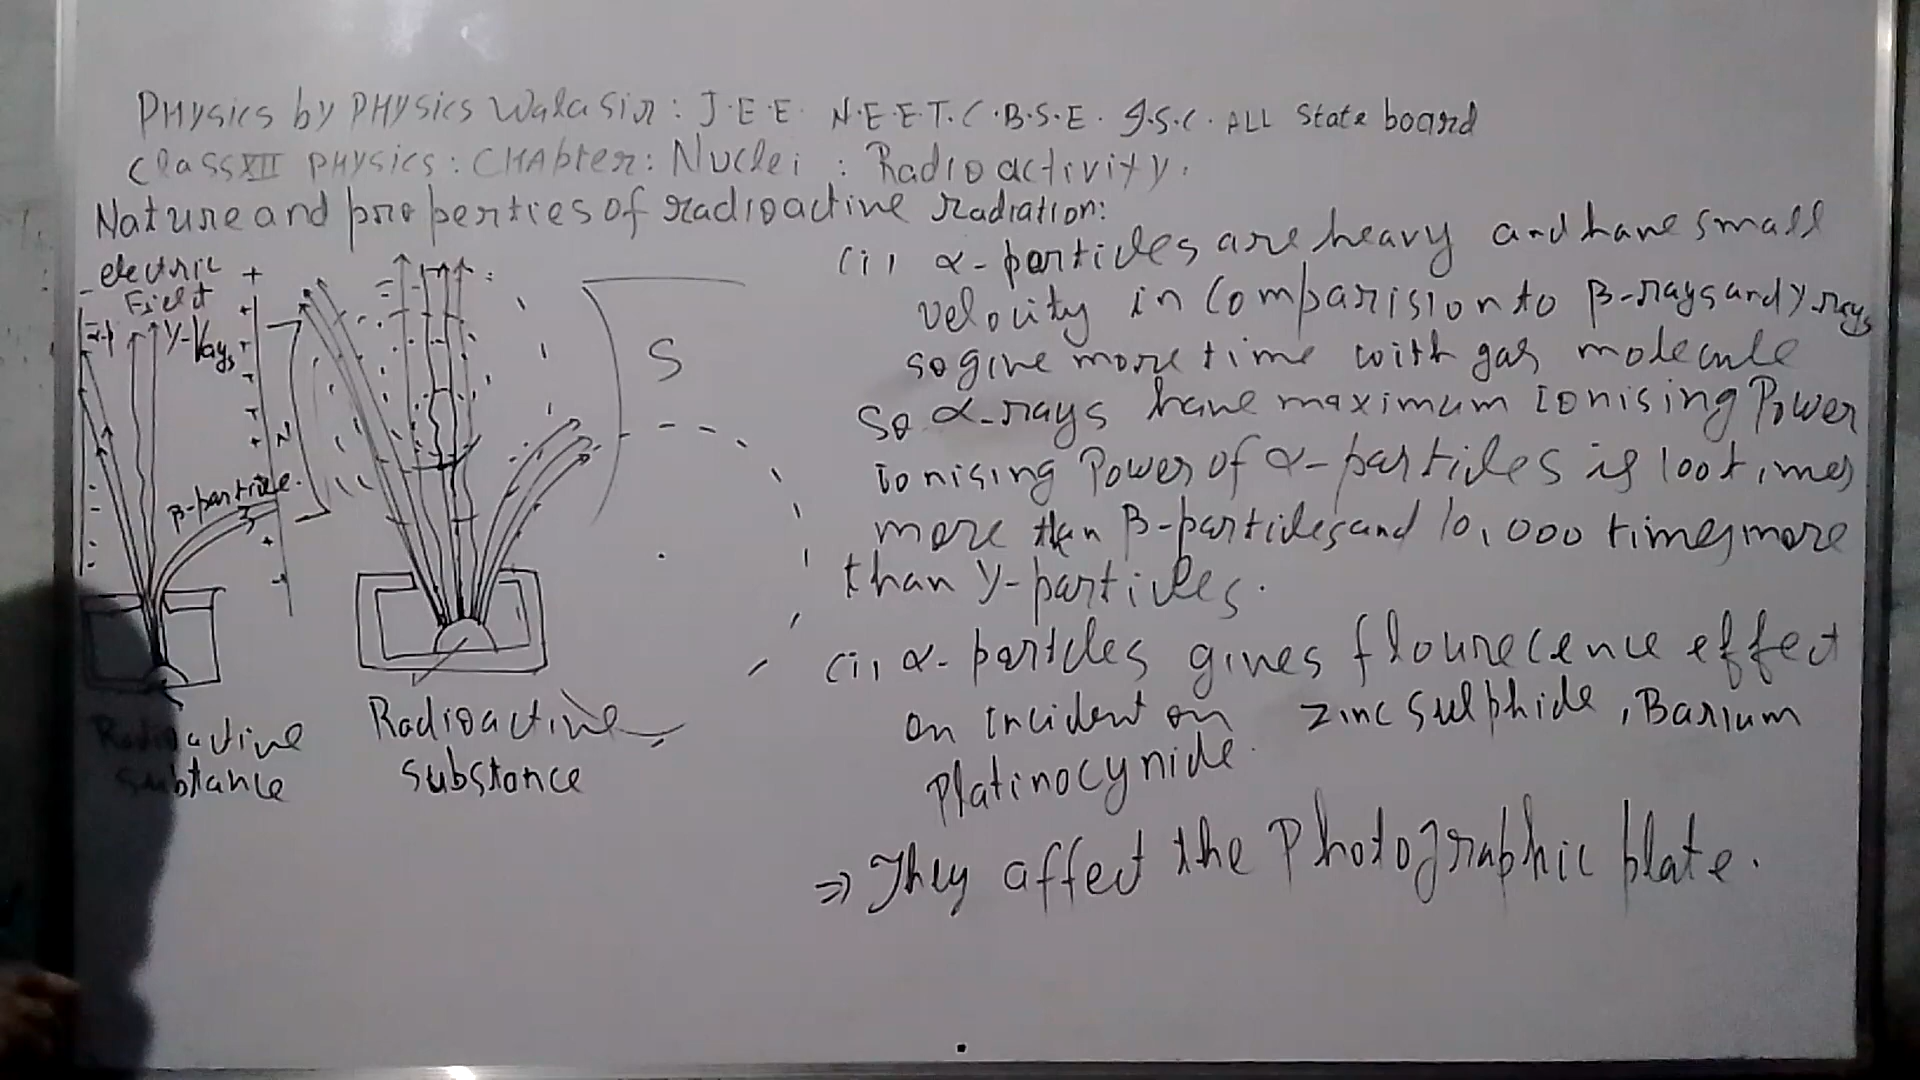 PHysics by PHysics Walasir: J.E.E. N.E.E.T. C.B.S.E. I.S.C. ALL State board
Class XII PHYSICS: CHApter: Nuclei : Radioactivity.
Nature and properties of radioactive radiation:
electric
Field
γ-Rays
β-particle.
N
S
Radioactive
subtance
Radioactive
substance
(i) α-particles are heavy and have small
velocity in Comparision to β-rays and γ rays
so give more time with gas molecule
So α-rays have maximum Ionising Power
ionising Power of α-particles is 100 times
more than β-particles and 10,000 times more
than γ-particles.
(i) α-particles gives flourecence effect
on incident on Zinc Sulphide, Barium
Platinocynide.
⇒ They affect the Photographic plate.